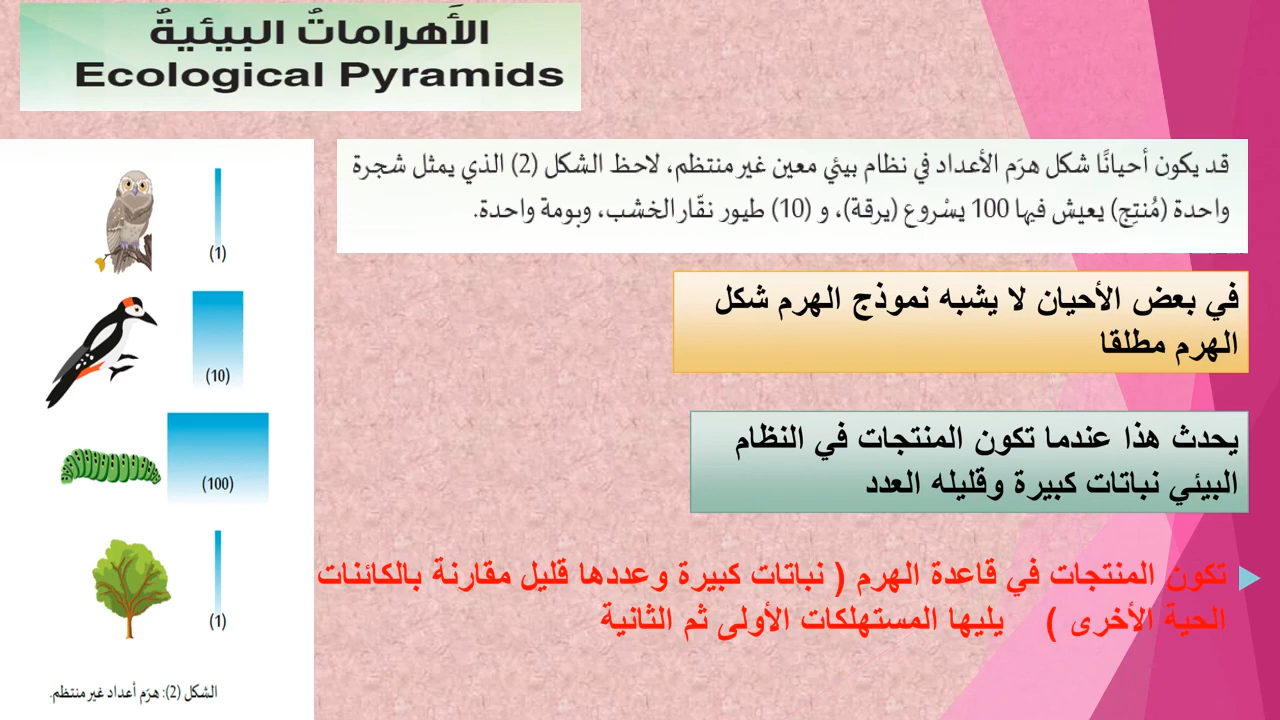 الأَهراماتُ البيئيةُ
Ecological Pyramids
قد يكون أحيانًا شكل هرَم الأعداد في نظام بيئي معين غير منتظم، لاحظ الشكل (2) الذي يمثل شجرة
واحدة (مُنتِج) يعيش فيها 100 يسْروع (يرقة)، و (10) طيور نقّار الخشب، وبومة واحدة.
في بعض الأحيان لا يشبه نموذج الهرم شكل
الهرم مطلقا
يحدث هذا عندما تكون المنتجات في النظام
البيئي نباتات كبيرة وقليله العدد
تكون المنتجات في قاعدة الهرم ( نباتات كبيرة وعددها قليل مقارنة بالكائنات
الحية الأخرى ) يليها المستهلكات الأولى ثم الثانية
(1)
(10)
(100)
(1)
الشكل (2): هرَم أعداد غير منتظم.